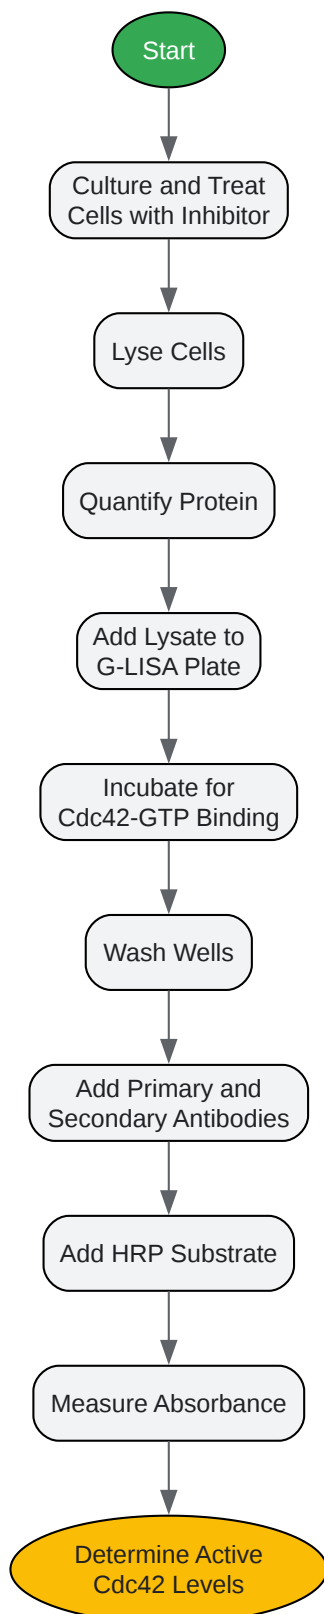 Start
Culture and Treat
Cells with Inhibitor
Lyse Cells
Quantify Protein
Add Lysate to
G-LISA Plate
Incubate for
Cdc42-GTP Binding
Wash Wells
Add Primary and
Secondary Antibodies
Add HRP Substrate
Measure Absorbance
Determine Active
Cdc42 Levels